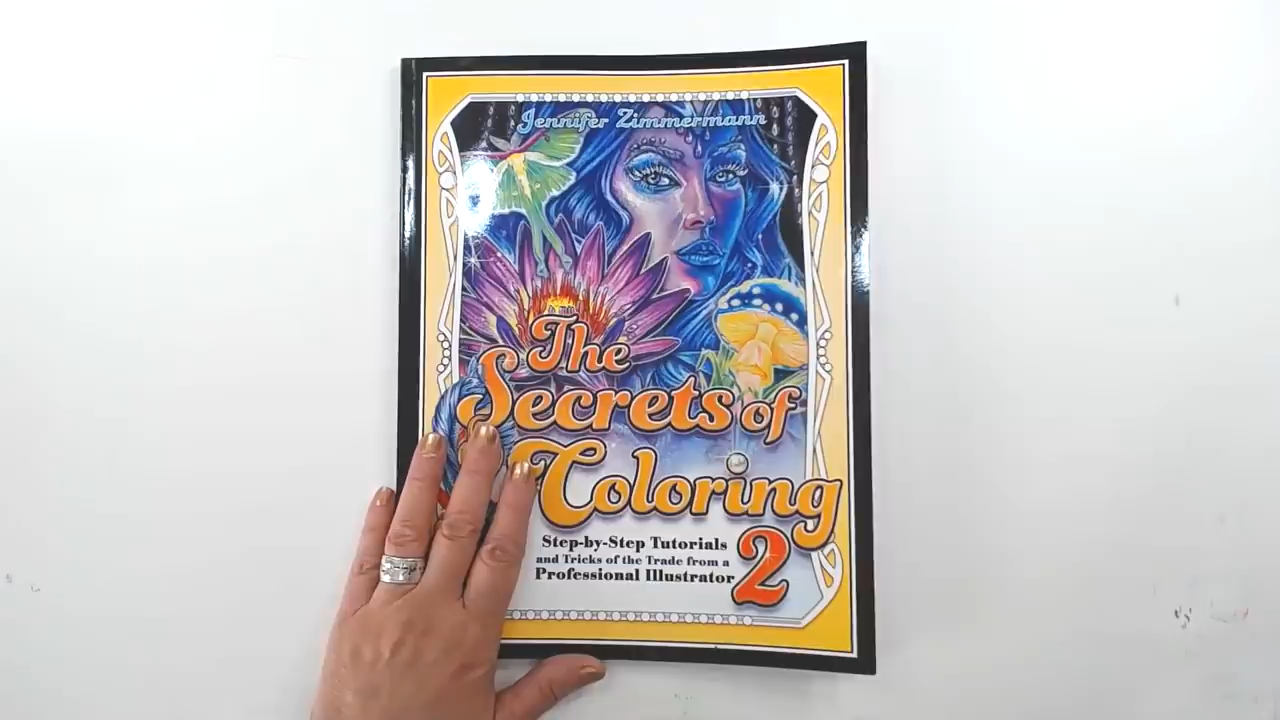 Jennifer Zimmermann
The
Secrets of
Coloring
2
Step-by-Step Tutorials
and Tricks of the Trade from a
Professional Illustrator